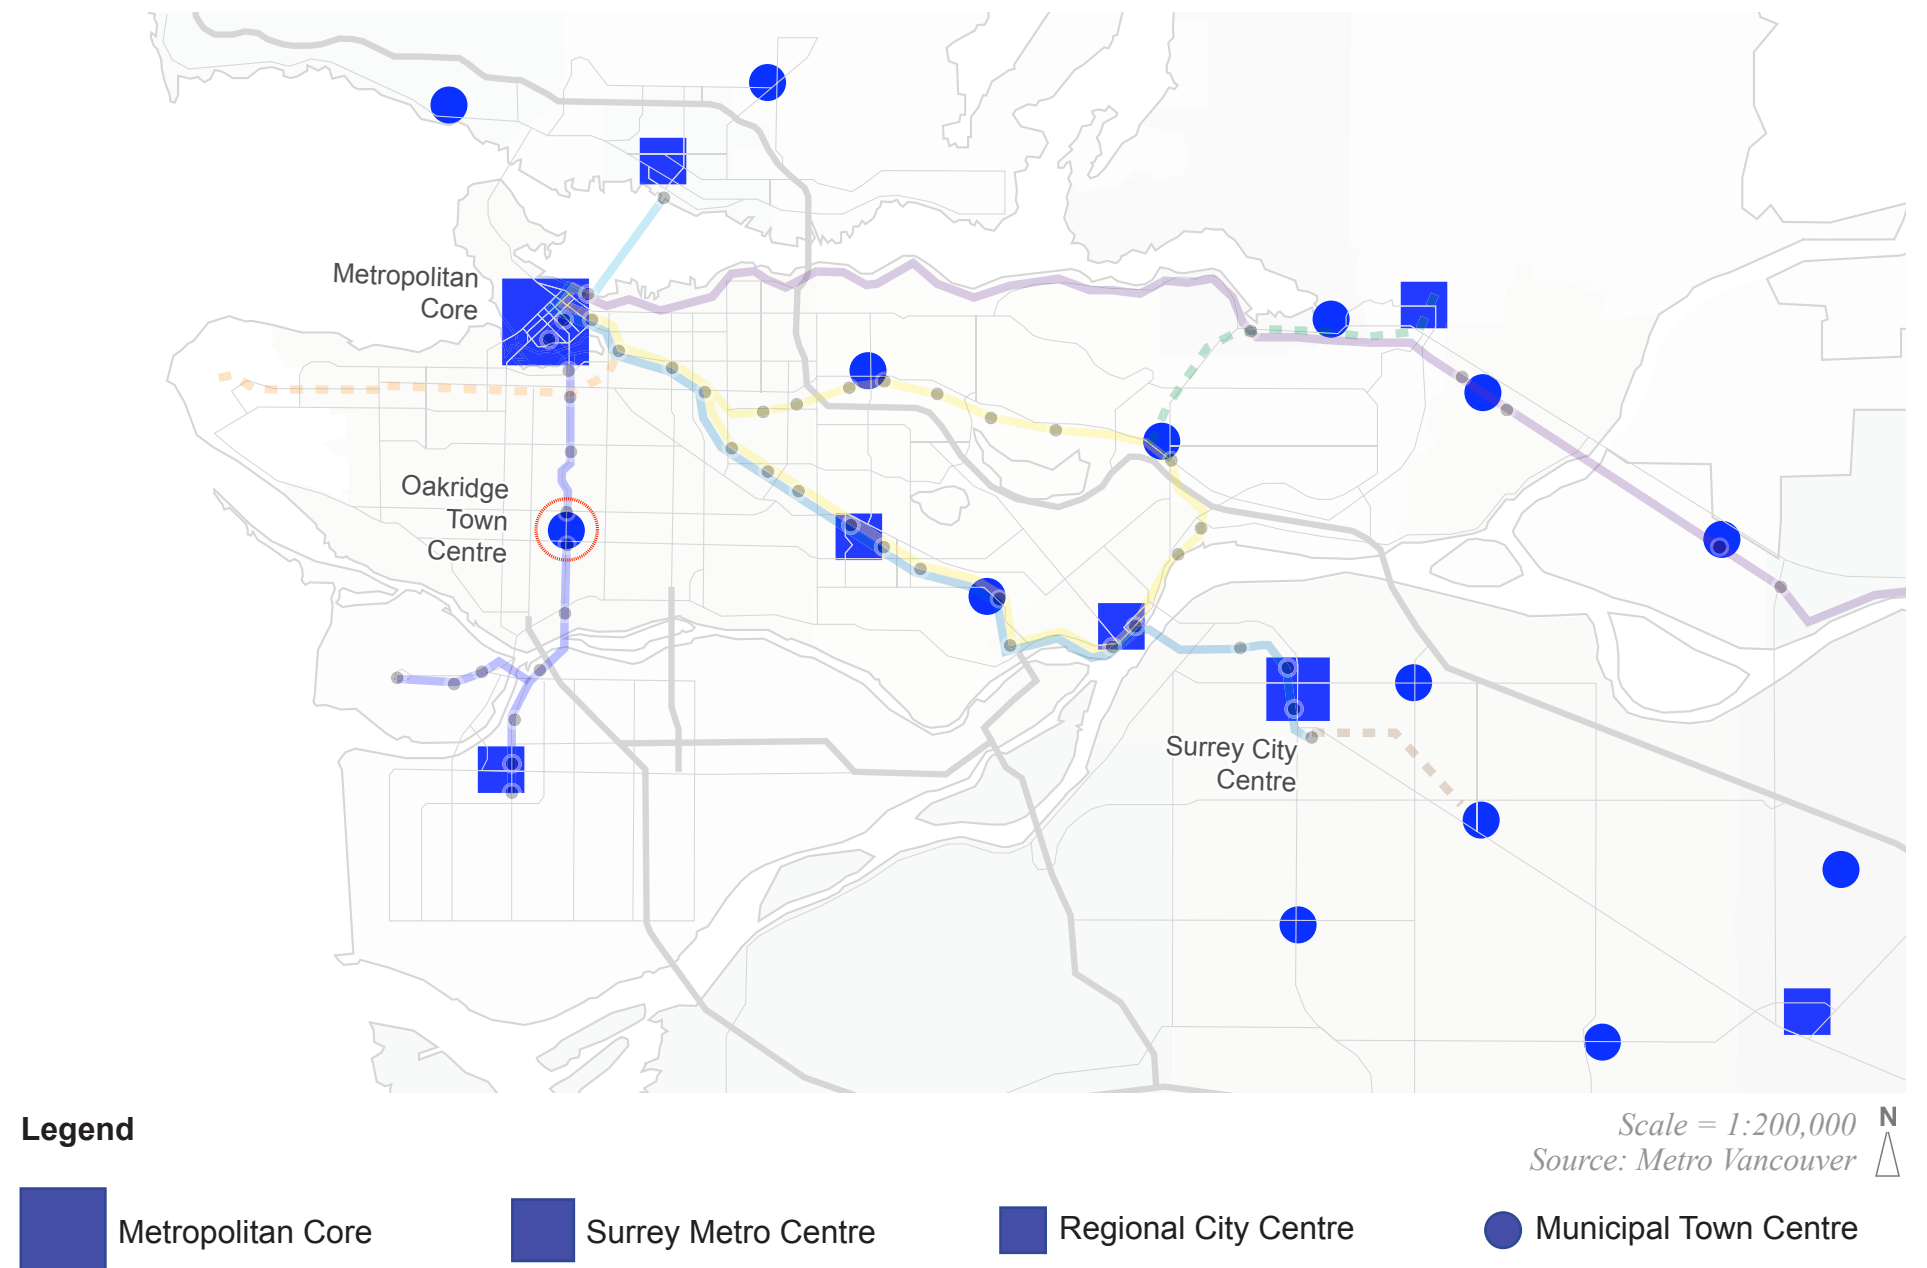 Metropolitan
Core
Oakridge
Town
Centre
Surrey City
Centre
Legend
Scale = 1:200,000
Source: Metro Vancouver
N
Metropolitan Core
Surrey Metro Centre
Regional City Centre
Municipal Town Centre